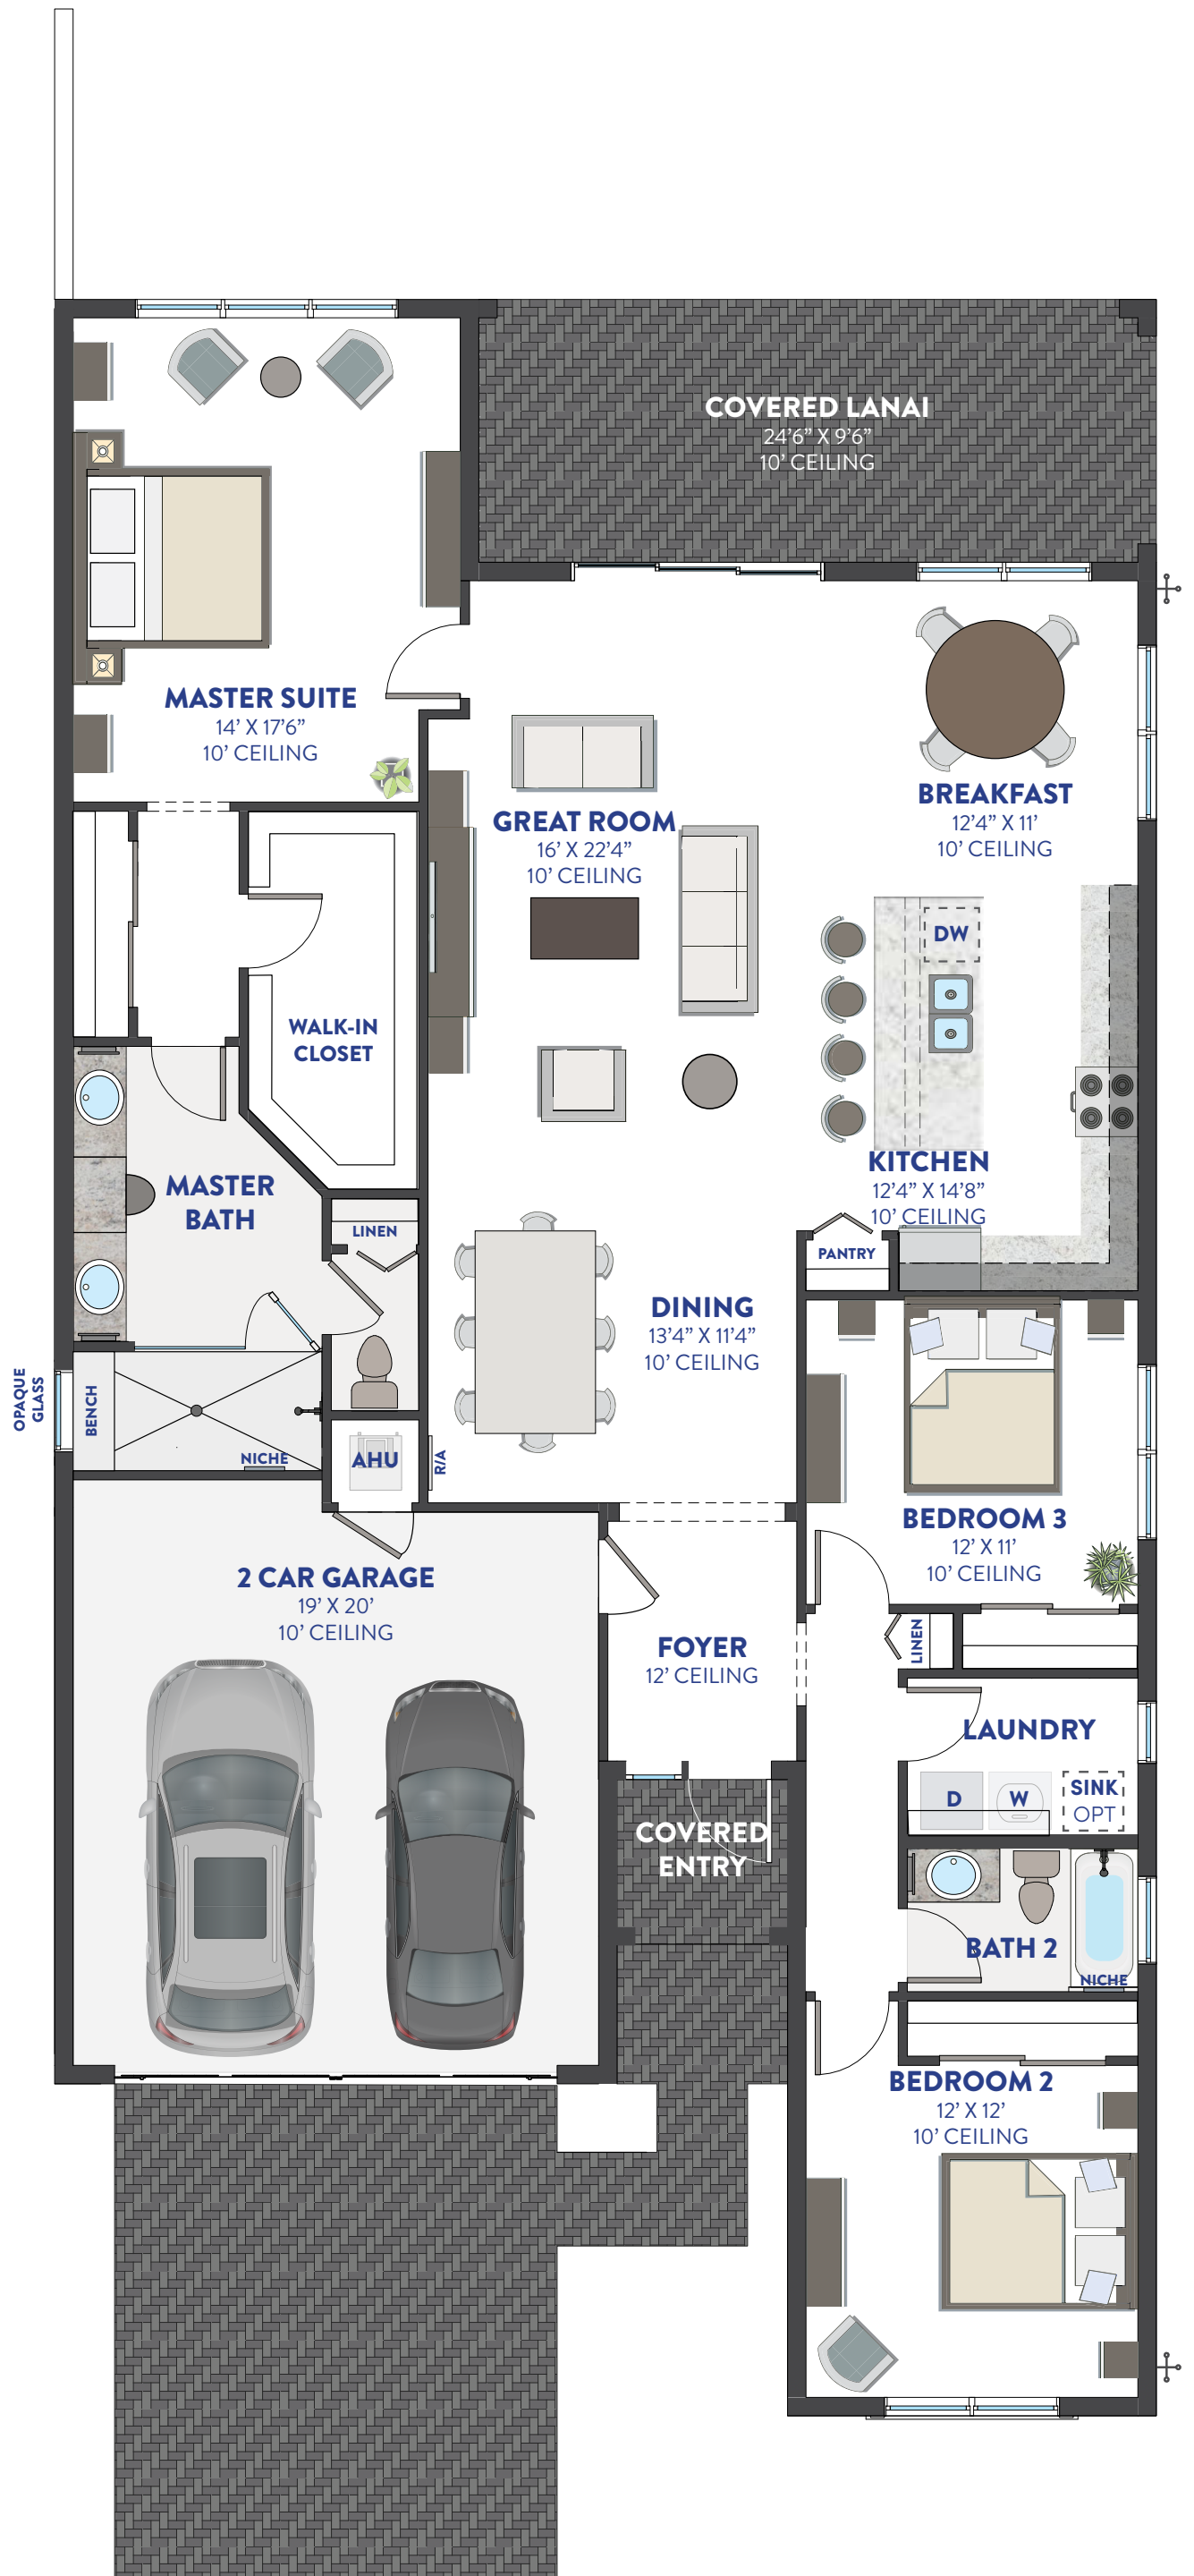 COVERED LANAI
24’6” X 9’6”
10’ CEILING
MASTER SUITE
14’ X 17’6”
10’ CEILING
BREAKFAST
12’4” X 11’
10’ CEILING
GREAT ROOM
16’ X 22’4”
10’ CEILING
DW
WALK-IN
CLOSET
KITCHEN
12’4” X 14’8”
10’ CEILING
MASTER
BATH
LINEN
PANTRY
DINING
13’4” X 11’4”
10’ CEILING
OPAQUE
GLASS
BENCH
NICHE
AHU
R/A
BEDROOM 3
12’ X 11’
10’ CEILING
2 CAR GARAGE
19’ X 20’
10’ CEILING
FOYER
12’ CEILING
LINEN
LAUNDRY
D
W
SINK
OPT
COVERED
ENTRY
BATH 2
NICHE
BEDROOM 2
12’ X 12’
10’ CEILING